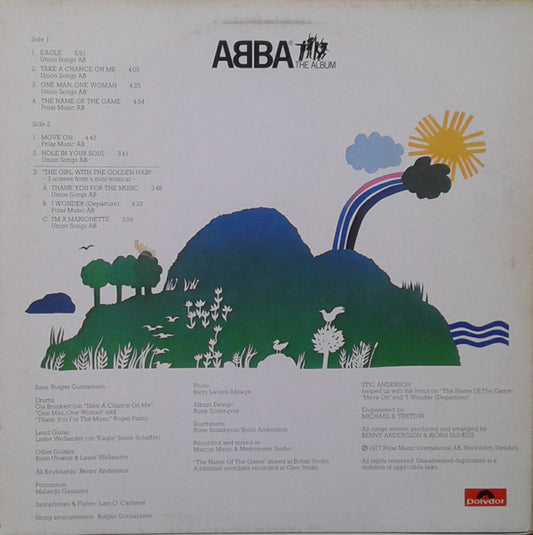 ABBA
THE ALBUM
Side 1
1. EAGLE 5.51
Union Songs AB
2. TAKE A CHANCE ON ME 4.05
Union Songs AB
3. ONE MAN, ONE WOMAN 4.25
Union Songs AB
4. THE NAME OF THE GAME 4.54
Polar Music AB
Side 2
1. MOVE ON 4.42
Polar Music AB
2. HOLE IN YOUR SOUL 3.41
Union Songs AB
3. "THE GIRL WITH THE GOLDEN HAIR"
– 3 scenes from a mini musical –
A. THANK YOU FOR THE MUSIC 3.48
Union Songs AB
B. I WONDER (Departure) 4.33
Polar Music AB
C. I'M A MARIONETTE 3.54
Union Songs AB
Bass: Rutger Gunnarsson
Drums:
Ola Brunkert (on "Take a Chance on Me",
"One Man, One Woman" and
"Thank You For The Music" Roger Palm)
Lead Guitar:
Lasse Wellander (on "Eagle" Janne Schaffer)
Other Guitars:
Björn Ulvaeus & Lasse Wellander
All Keyboards: Benny Andersson
Percussion:
Malando Gassama
Saxophones & Flutes: Lars O. Carlsson
String arrangements: Rutger Gunnarsson
Photo:
Barry Levine/Mirage
Album Design:
Rune Söderqvist
Illustrations:
Rune Söderqvist/Björn Andersson
Recorded and mixed at
Marcus Music & Metronome Studio
"The Name Of The Game" mixed at Bohus Studio
Additional overdubs recorded at Glen Studio
STIG ANDERSON
helped us with the lyrics on "The Name Of The Game"
"Move On" and "I Wonder (Departure)"
Engineered by
MICHAEL B. TRETOW
All songs written, produced and arranged by
BENNY ANDERSSON & BJÖRN ULVÆUS
Ⓟ 1977 Polar Music International AB, Stockholm, Sweden.
All rights reserved. Unauthorised duplication is a
violation of applicable laws.
polydor